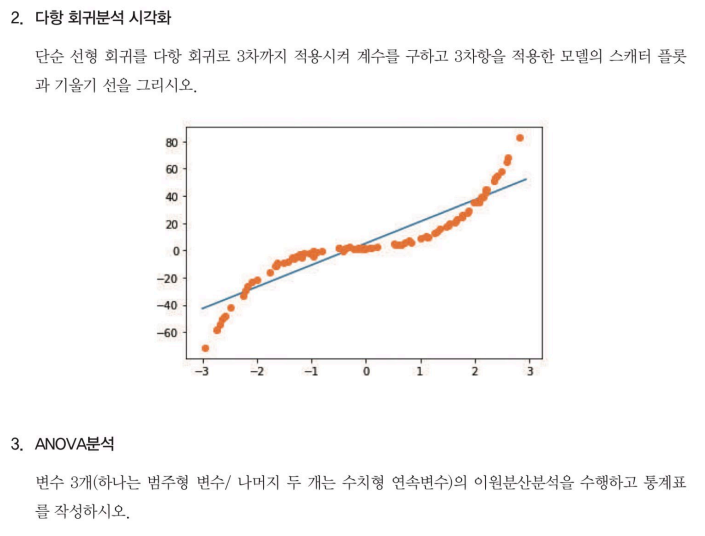 2. 다항 회귀분석 시각화
단순 선형 회귀를 다항 회귀로 3차까지 적용시켜 계수를 구하고 3차항을 적용한 모델의 스캐터 플롯
과 기울기 선을 그리시오.
80
60
40
20
0
−20
−40
−60
−3 −2 −1 0 1 2 3
3. ANOVA분석
변수 3개(하나는 범주형 변수/ 나머지 두 개는 수치형 연속변수)의 이원분산분석을 수행하고 통계표
를 작성하시오.